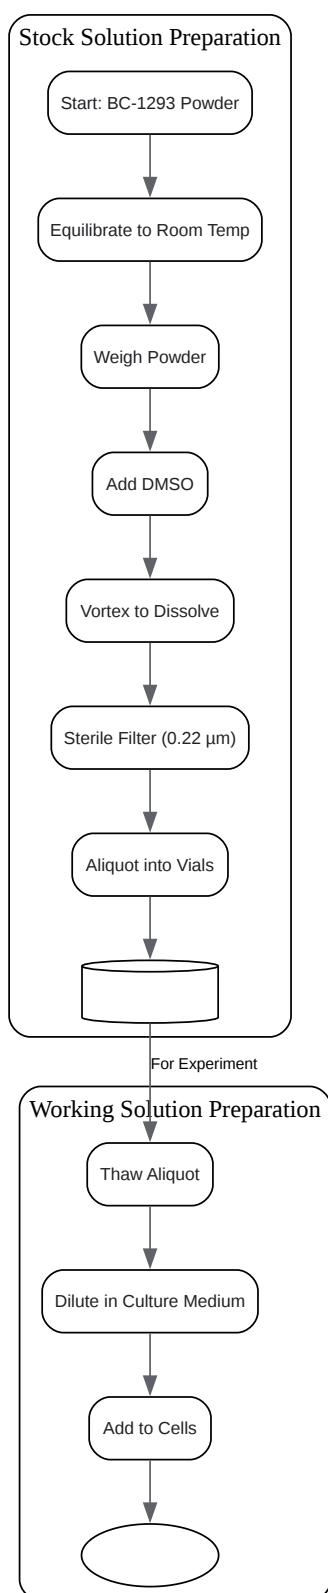 Stock Solution Preparation
Start: BC-1293 Powder
Equilibrate to Room Temp
Weigh Powder
Add DMSO
Vortex to Dissolve
Sterile Filter (0.22 µm)
Aliquot into Vials
For Experiment
Working Solution Preparation
Thaw Aliquot
Dilute in Culture Medium
Add to Cells